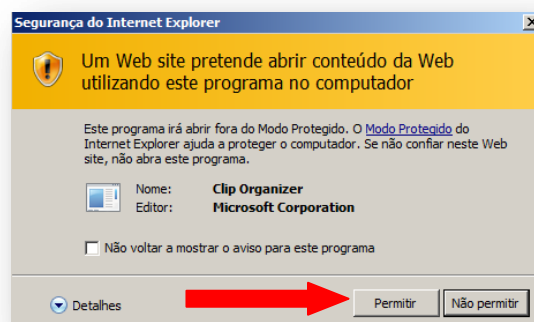 Segurança do Internet Explorer
Um Web site pretende abrir conteúdo da Web
utilizando este programa no computador
Este programa irá abrir fora do Modo Protegido. O Modo Protegido do
Internet Explorer ajuda a proteger o computador. Se não confiar neste Web
site, não abra este programa.
Nome: Clip Organizer
Editor: Microsoft Corporation
Não voltar a mostrar o aviso para este programa
Detalhes Permitir Não permitir